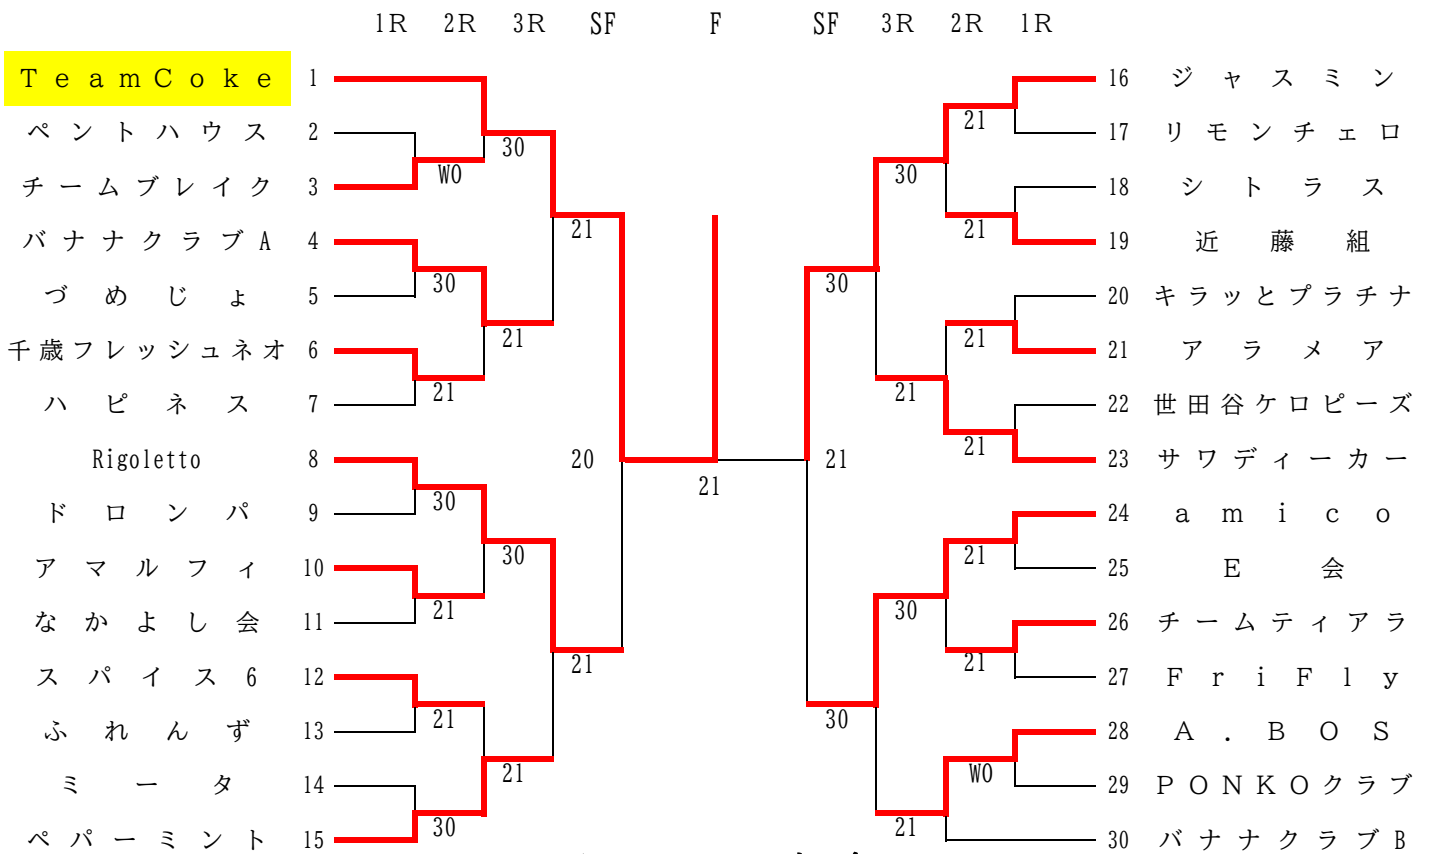 1R 2R 3R SF F SF 3R 2R 1R
TeamCoke 1 16 ジャスミン
ペントハウス 2 30 21 17 リモンチェロ
チームブレイク 3 WO 30 18 シトラス
バナナクラブA 4 21 21 19 近藤組
づめじょ 5 30 30 20 キラッとプラチナ
千歳フレッシュネオ 6 21 21 21 アラメア
ハピネス 7 21 21 22 世田谷ケロピーズ
Rigoletto 8 20 21 21 23 サワディーカー
ドロンパ 9 30 21 24 amico
アマルフィ 10 30 21 25 E会
なかよし会 11 21 30 26 チームティアラ
スパイス6 12 21 21 27 FriFly
ふれんず 13 21 30 28 A.BOS
ミータ 14 21 WO 29 PONKOクラブ
ペパーミント 15 30 21 30 バナナクラブB